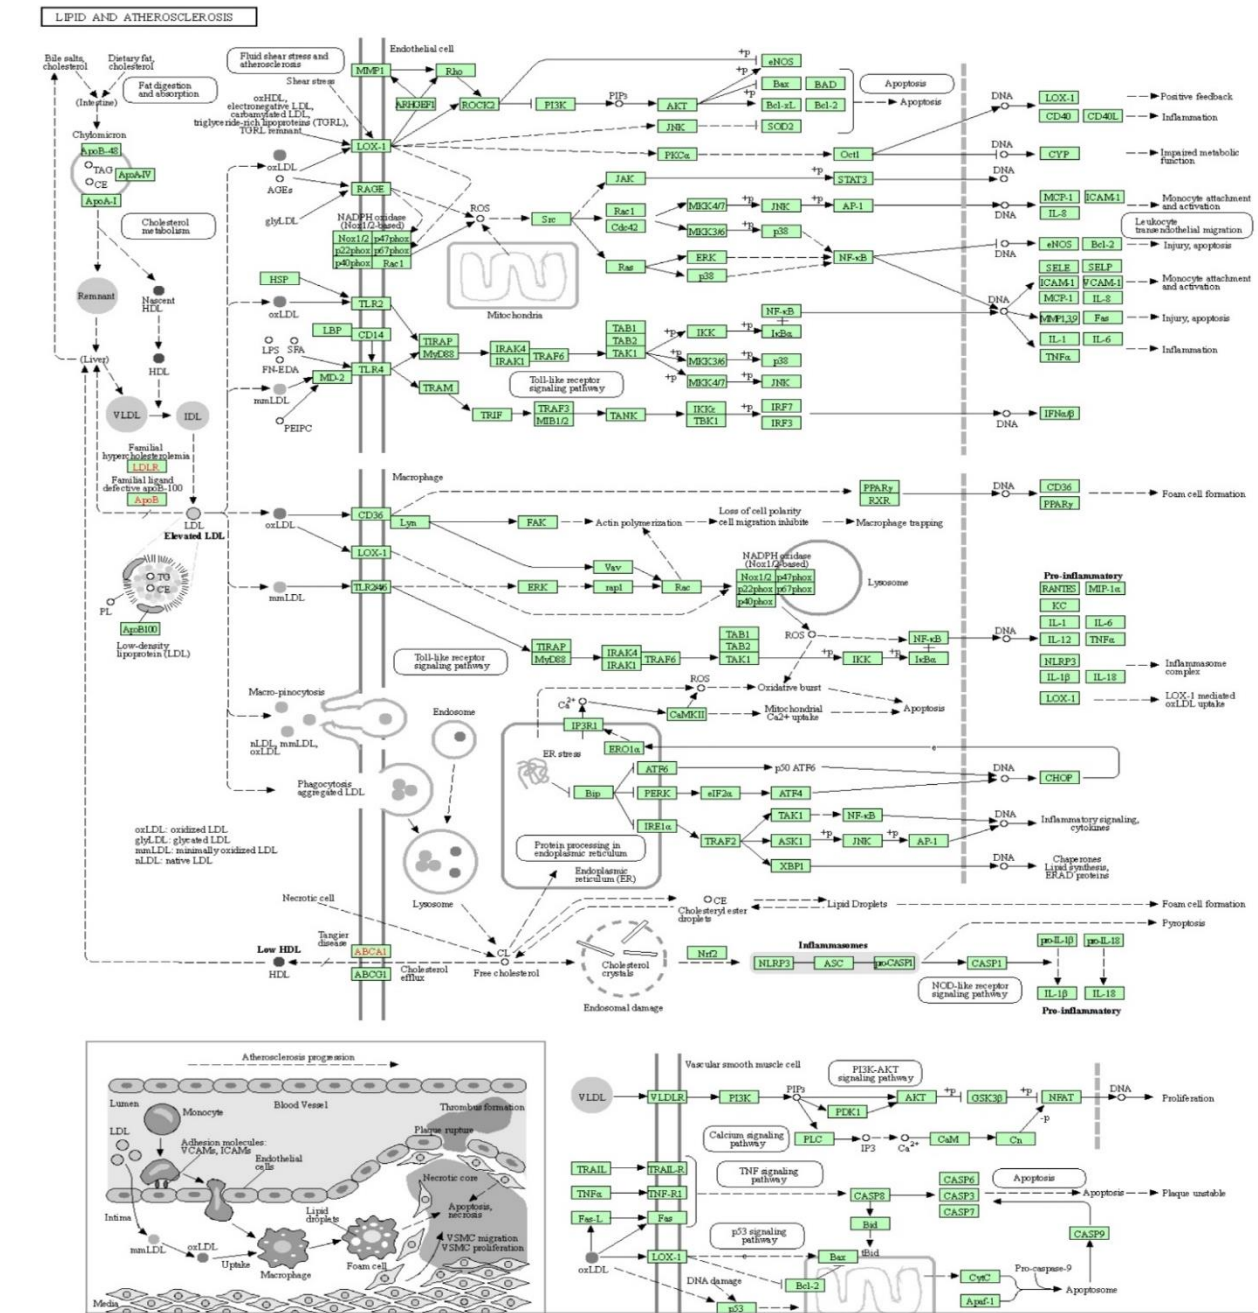 LIPID AND ATHEROSCLEROSIS
Bile salts,
cholesterol
Dietary fat,
cholesterol
Fat digestion
and absorption
(Intestine)
Chylomicron
ApoB-48
TAG
CE
ApoA-IV
ApoA-I
Cholesterol
metabolism
Remnant
Nascent
HDL
(Liver)
HDL
VLDL
IDL
Familial
hypercholesterolemia
LDLR
Familial ligand
defective apoB-100
ApoB
LDL
Elevated LDL
TG
CE
PL
ApoB100
Low-density
lipoprotein (LDL)
oxLDL: oxidized LDL
glyLDL: glycated LDL
mmLDL: minimally oxidized LDL
nLDL: native LDL
Fluid shear stress and
atherosclerosis
Shear stress
oxHDL,
electronegative LDL,
carbamylated LDL,
triglyceride-rich lipoproteins (TGRL),
TGRL remnant
oxLDL
AGEs
glyLDL
Endothelial cell
MMP1
Rho
ARHGEF1
ROCK2
PI3K
PIP3
AKT
+p
+p
+p
eNOS
Bax
BAD
Bcl-xL
Bcl-2
Apoptosis
Apoptosis
LOX-1
JNK
SOD2
PKCα
Oct1
RAGE
NADPH oxidase
(Nox1/2-based)
Nox1/2
p47phox
p22phox
p67phox
p40phox
Rac1
ROS
Mitochondria
Src
JAK
+p
STAT3
Rac1
Cdc42
MKK4/7
+p
JNK
+p
AP-1
MKK3/6
+p
p38
Ras
ERK
p38
NF-κB
DNA
LOX-1
CD40
CD40L
Positive feedback
Inflammation
DNA
CYP
Impaired metabolic
function
DNA
DNA
MCP-1
ICAM-1
IL-8
Monocyte attachment
and activation
Leukocyte
transendothelial migration
DNA
eNOS
Bcl-2
Injury, apoptosis
SELE
SELP
ICAM-1
VCAM-1
MCP-1
IL-8
Monocyte attachment
and activation
DNA
MMP1,3,9
Fas
Injury, apoptosis
IL-1
IL-6
TNFα
Inflammation
HSP
oxLDL
TLR2
LBP
CD14
LPS
SFA
FN-EDA
MD-2
TLR4
mmLDL
PEIPC
TIRAP
MyD88
IRAK4
IRAK1
TRAF6
TAB1
TAB2
TAK1
+p
+p
+p
IKK
+p
NF-κB
IκBα
MKK3/6
+p
p38
MKK4/7
+p
JNK
Toll-like receptor
signaling pathway
TRAM
TRIF
TRAF3
MIB1/2
TANK
IKKε
TBK1
+p
IRF7
IRF3
DNA
IFNα/β
Macrophage
oxLDL
CD36
Lyn
FAK
Actin polymerization
Loss of cell polarity
cell migration inhibite
Macrophage trapping
PPARγ
RXR
DNA
CD36
PPARγ
Foam cell formation
LOX-1
Vav
mmLDL
TLR2/4/6
ERK
rap1
Rac
NADPH oxidase
(Nox1/2-based)
Nox1/2
p47phox
p22phox
p67phox
p40phox
Lysosome
ROS
Toll-like receptor
signaling pathway
TIRAP
MyD88
IRAK4
IRAK1
TRAF6
TAB1
TAB2
TAK1
+p
IKK
+p
NF-κB
IκBα
DNA
Pro-inflammatory
RANTES
MIP-1α
KC
IL-1
IL-6
IL-12
TNFα
NLRP3
IL-1β
IL-18
Inflammasome
complex
LOX-1
LOX-1 mediated
oxLDL uptake
Macro-pinocytosis
nLDL, mmLDL,
oxLDL
Endosome
Phagocytosis
aggregated LDL
Lysosome
ROS
Oxidative burst
Ca2+
CaMKII
Mitochondrial
Ca2+ uptake
Apoptosis
IP3R1
ER stress
ERO1α
e
Bip
ATF6
p50 ATF6
PERK
eIF2α
ATF4
DNA
CHOP
IRE1α
TRAF2
TAK1
NF-κB
ASK1
+p
JNK
+p
AP-1
DNA
Inflammatory signaling,
cytokines
XBP1
DNA
Chaperones
Lipid synthesis,
ERAD proteins
Protein processing in
endoplasmic reticulum
Endoplasmic
reticulum (ER)
Necrotic cell
CE
Cholesteryl ester
droplets
Lipid Droplets
Foam cell formation
Pyroptosis
Low HDL
HDL
Tangier
disease
ABCA1
ABCG1
Cholesterol
efflux
CL
Free cholesterol
Cholesterol
crystals
Endosomal damage
Nrf2
Inflammasomes
NLRP3
ASC
pro-CASP1
CASP1
NOD-like receptor
signaling pathway
pro-IL-1β
pro-IL-18
IL-1β
IL-18
Pro-inflammatory
Atherosclerosis progression
Lumen
Monocyte
Blood Vessel
Thrombus formation
LDL
Plaque rupture
Adhesion molecules:
VCAMs, ICAMs
Endothelial
cells
Necrotic core
Intima
Lipid
droplets
Apoptosis,
necrosis
mmLDL
oxLDL
Uptake
Macrophage
Foam cell
VSMC migration
VSMC proliferation
Media
Vascular smooth muscle cell
PI3K-AKT
signaling pathway
VLDL
VLDLR
PI3K
PIP3
PDK1
AKT
+p
GSK3β
+p
NFAT
DNA
Proliferation
-p
Calcium signaling
pathway
PLC
IP3
Ca2+
CaM
Cn
TRAIL
TRAIL-R
TNF signaling
pathway
TNFα
TNF-R1
CASP8
CASP6
CASP3
CASP7
Apoptosis
Apoptosis
Plaque unstable
Fas-L
Fas
Bid
tBid
p53 signaling
pathway
CASP9
oxLDL
LOX-1
e
Bax
Bcl-2
DNA damage
p53
CytC
Pro-caspase-9
Apaf-1
Apoptosome